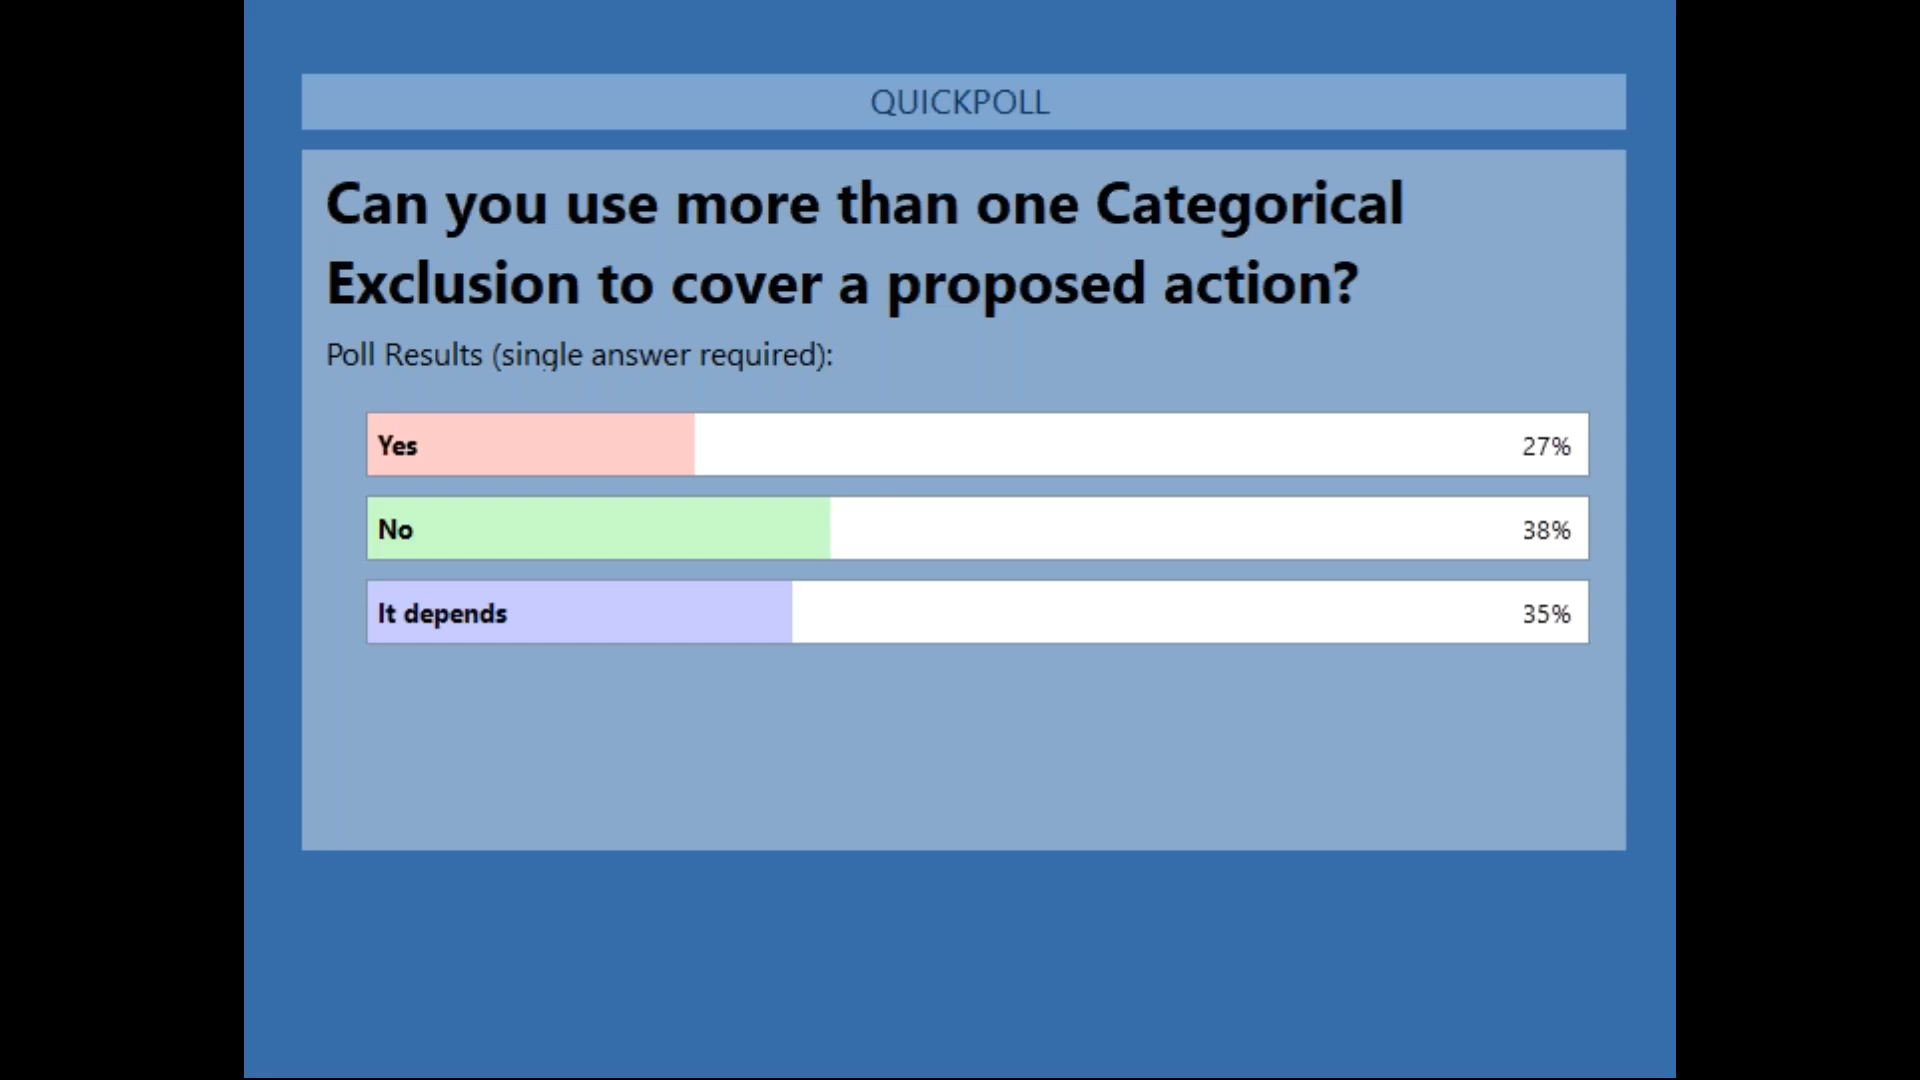 QUICKPOLL
Can you use more than one Categorical
Exclusion to cover a proposed action?
Poll Results (single answer required):
Yes 27%
No 38%
It depends 35%